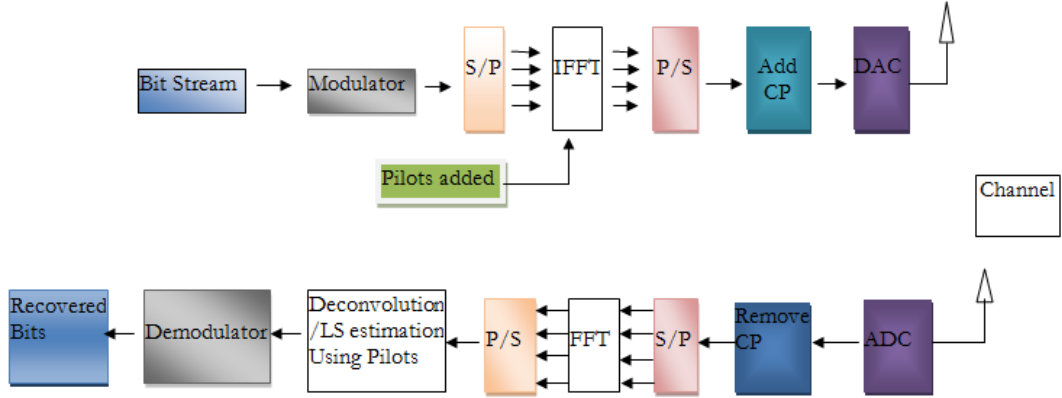 Bit Stream
Modulator
S/P
IFFT
P/S
Add
CP
DAC
Pilots added
Channel
Recovered
Bits
Demodulator
Deconvolution
/LS estimation
Using Pilots
P/S
FFT
S/P
Remove
CP
ADC